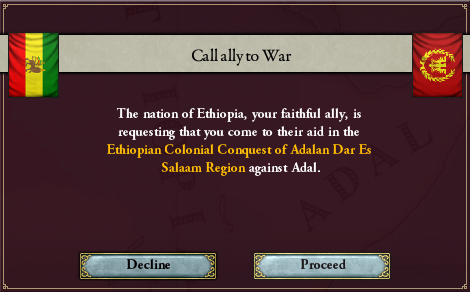 Call ally to War
The nation of Ethiopia, your faithful ally, is
requesting that you come to their aid in the
Ethiopian Colonial Conquest of Adalan Dar Es
Salaam Region against Adal.
ADAL
Decline
Proceed